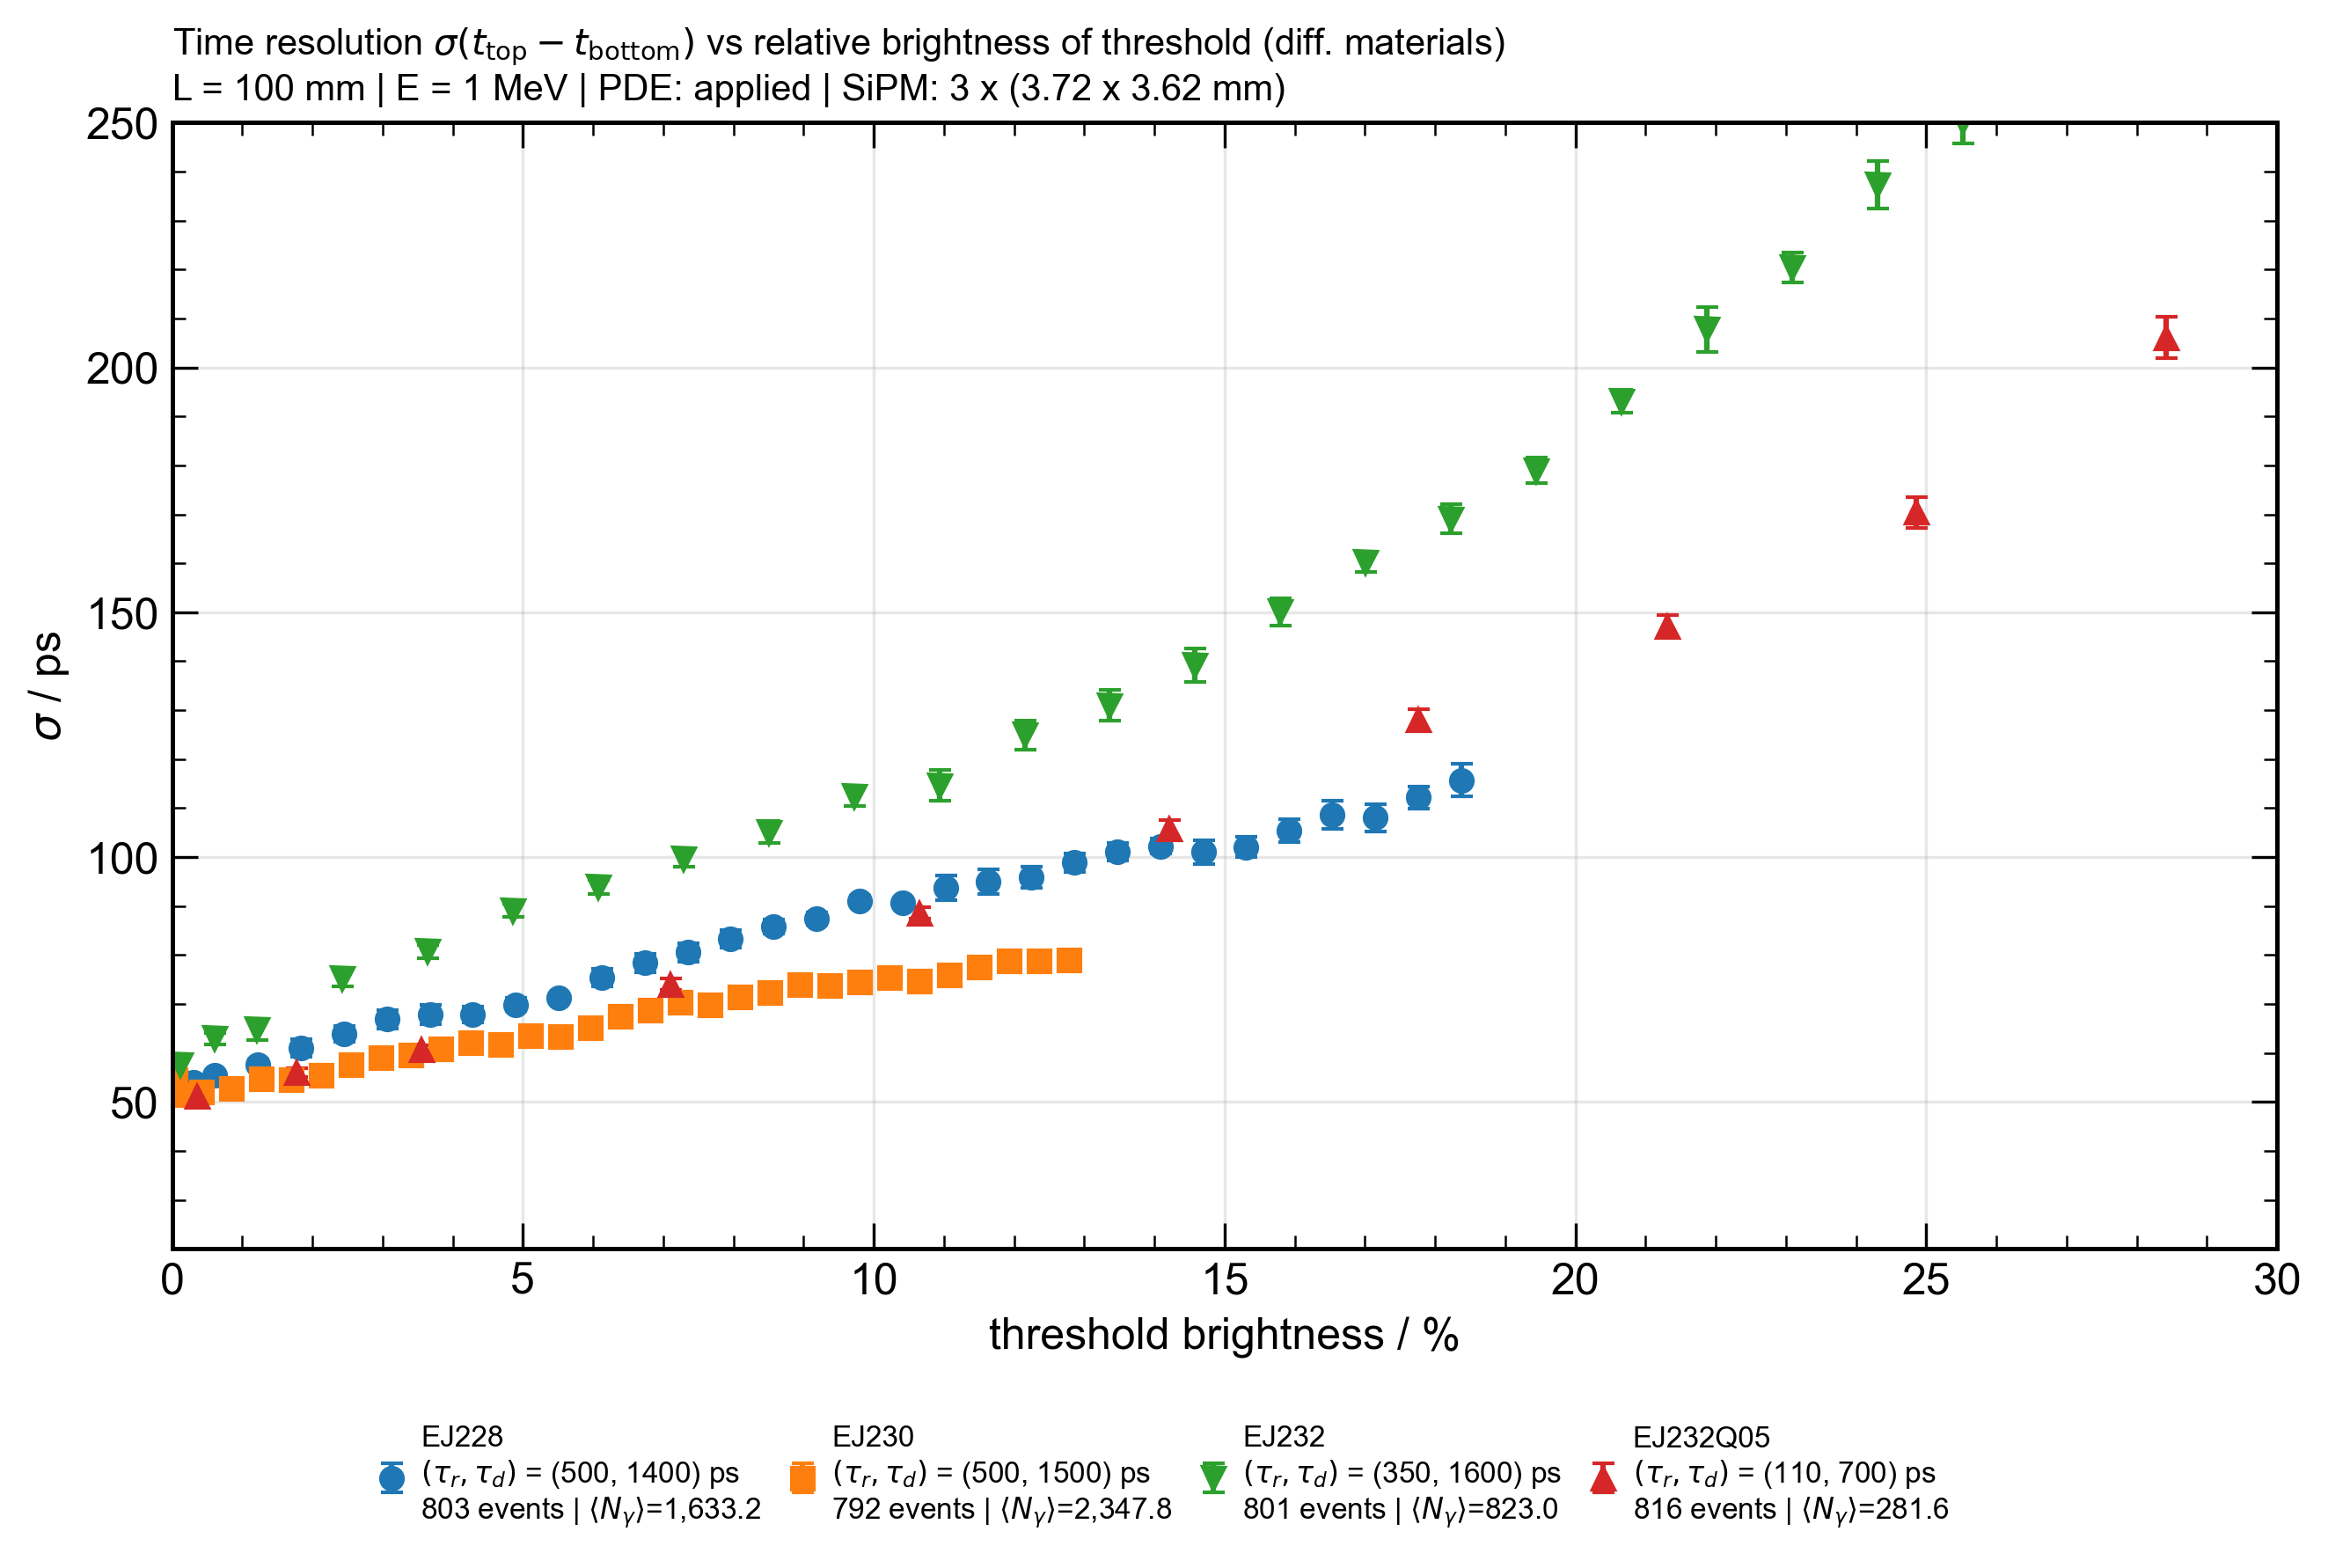 Time resolution σ(t_top − t_bottom) vs relative brightness of threshold (diff. materials)
L = 100 mm | E = 1 MeV | PDE: applied | SiPM: 3 x (3.72 x 3.62 mm)
250
200
150
100
50
σ / ps
0 5 10 15 20 25 30
threshold brightness / %
EJ228
(τ_r, τ_d) = (500, 1400) ps
803 events | ⟨N_γ⟩=1,633.2
EJ230
(τ_r, τ_d) = (500, 1500) ps
792 events | ⟨N_γ⟩=2,347.8
EJ232
(τ_r, τ_d) = (350, 1600) ps
801 events | ⟨N_γ⟩=823.0
EJ232Q05
(τ_r, τ_d) = (110, 700) ps
816 events | ⟨N_γ⟩=281.6